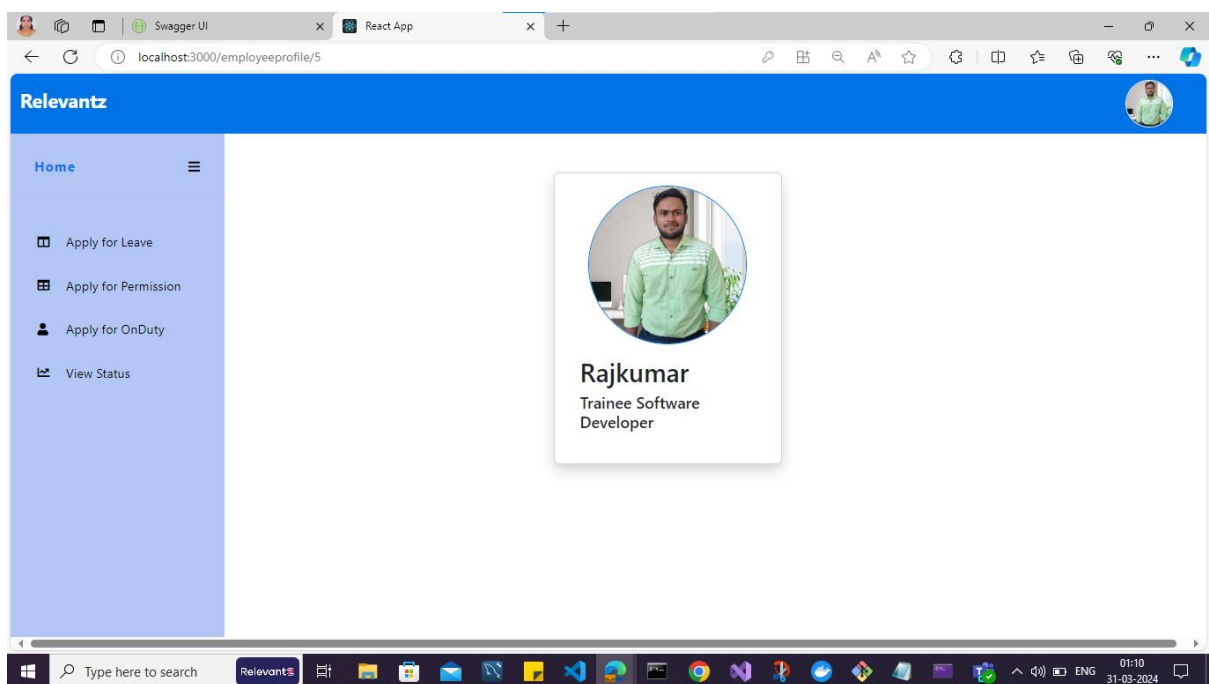 Swagger UI
React App
localhost:3000/employeeprofile/5
Relevantz
Home
Apply for Leave
Apply for Permission
Apply for OnDuty
View Status
Rajkumar
Trainee Software
Developer
Type here to search
Relevantz
ENG
01:10
31-03-2024